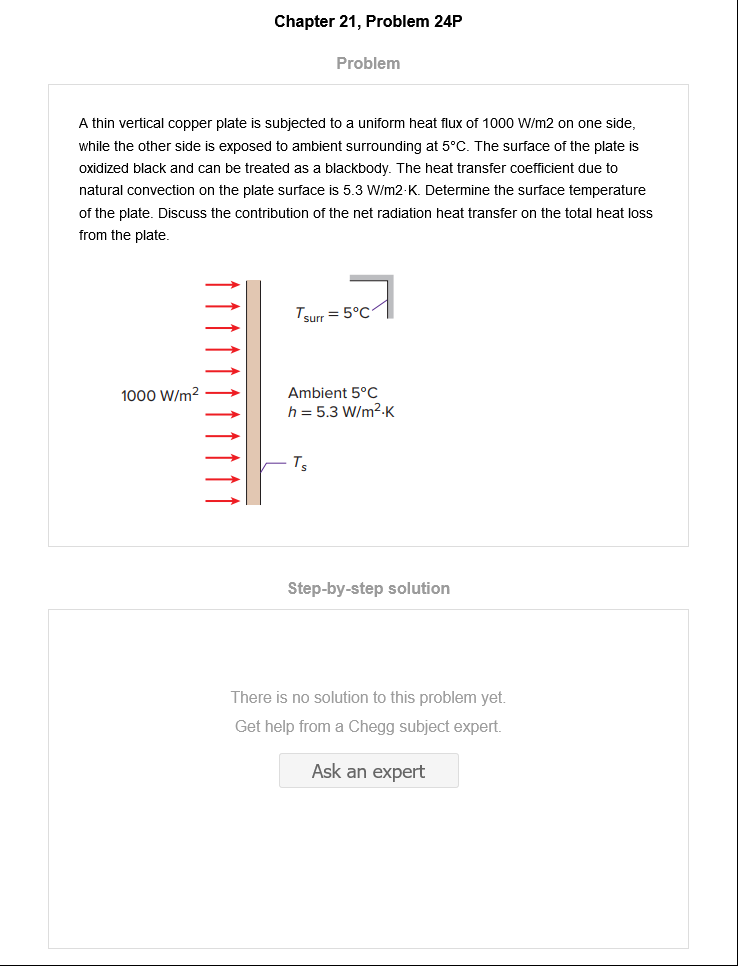 Chapter 21, Problem 24P
Problem
A thin vertical copper plate is subjected to a uniform heat flux of 1000 W/m2 on one side,
while the other side is exposed to ambient surrounding at 5°C. The surface of the plate is
oxidized black and can be treated as a blackbody. The heat transfer coefficient due to
natural convection on the plate surface is 5.3 W/m2·K. Determine the surface temperature
of the plate. Discuss the contribution of the net radiation heat transfer on the total heat loss
from the plate.
Tsurr = 5°C
1000 W/m²
Ambient 5°C
h = 5.3 W/m²·K
Ts
Step-by-step solution
There is no solution to this problem yet.
Get help from a Chegg subject expert.
Ask an expert